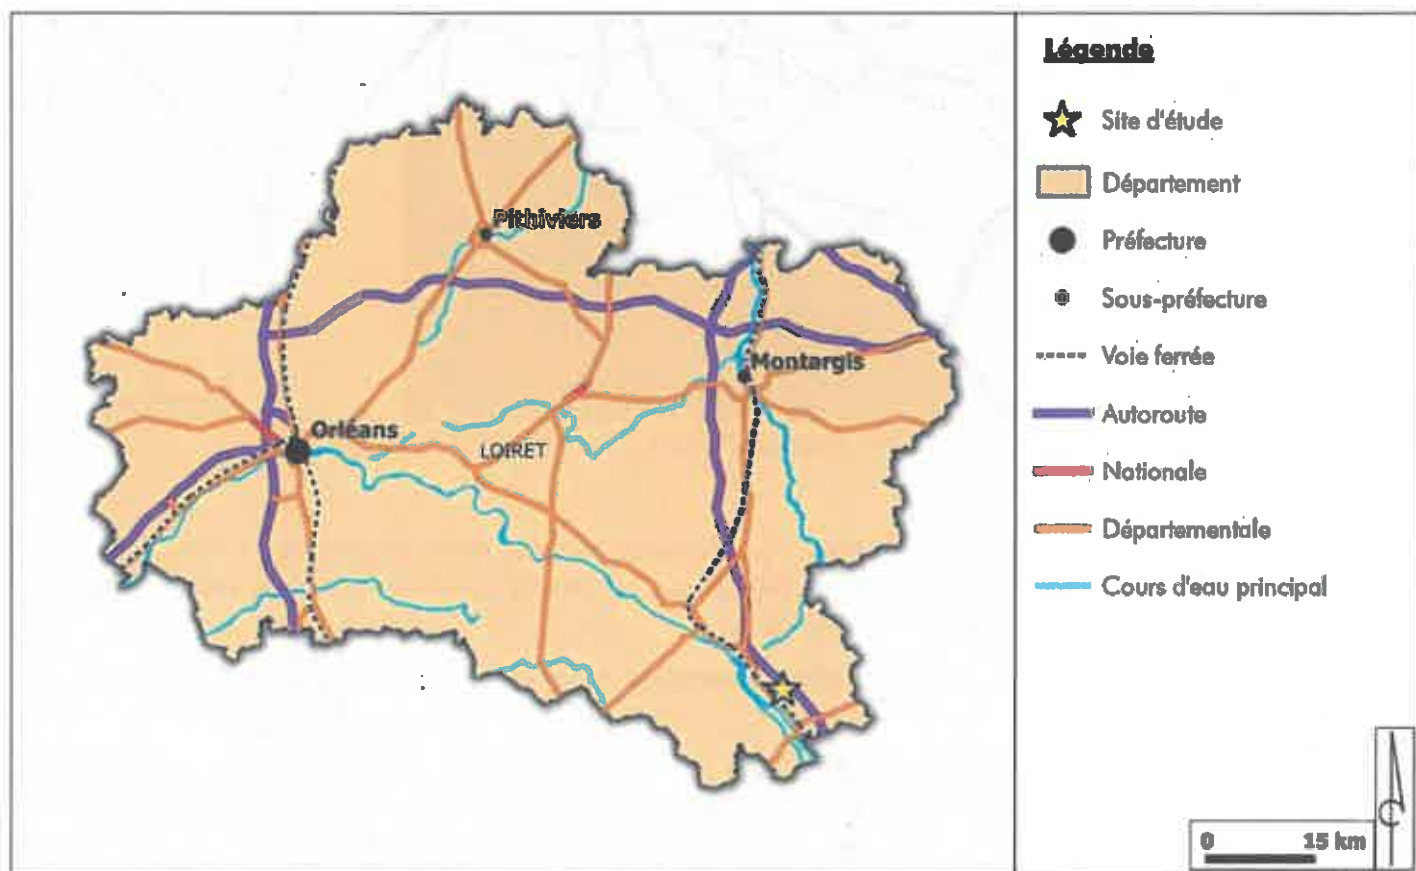 Pithiviers
Montargis
Orléans
LOIRET
Légende
Site d'étude
Département
Préfecture
Sous-préfecture
Voie ferrée
Autoroute
Nationale
Départementale
Cours d'eau principal
0 15 km